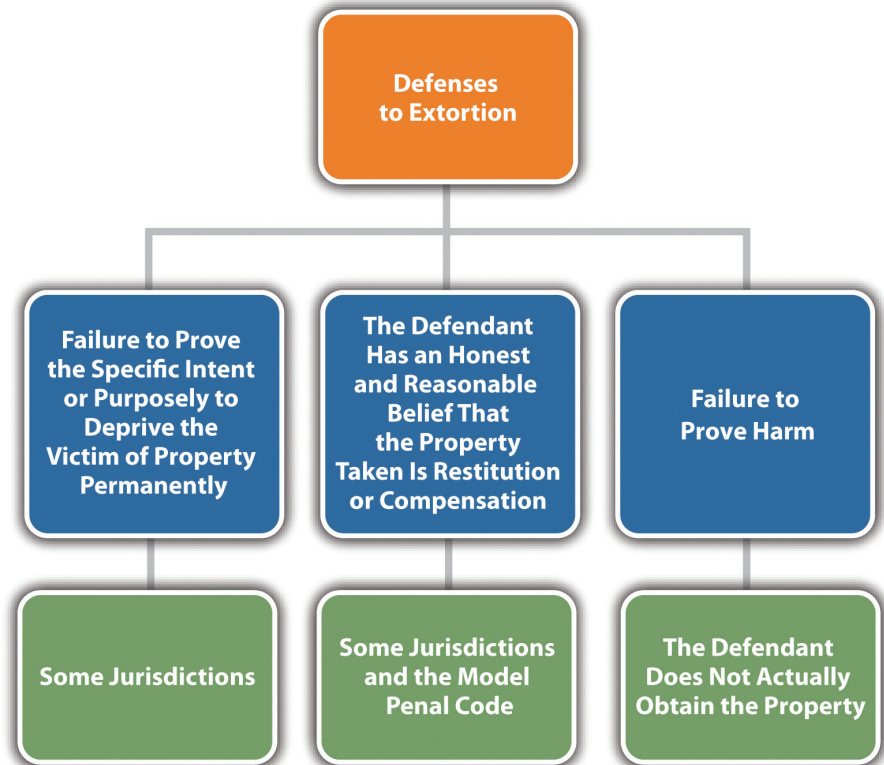 Defenses
to Extortion
Failure to Prove
the Specific Intent
or Purposely to
Deprive the
Victim of Property
Permanently
The Defendant
Has an Honest
and Reasonable
Belief That
the Property
Taken Is Restitution
or Compensation
Failure to
Prove Harm
Some Jurisdictions
Some Jurisdictions
and the Model
Penal Code
The Defendant
Does Not Actually
Obtain the Property